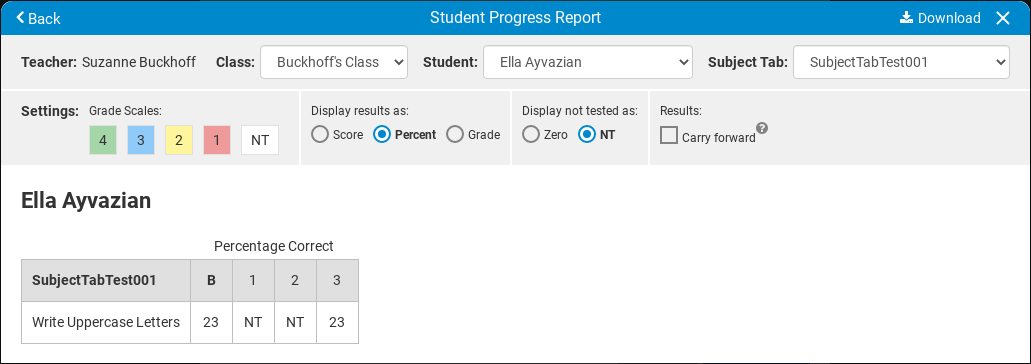 Back Student Progress Report Download
Teacher: Suzanne Buckhoff Class: Buckhoff's Class Student: Ella Ayvazian Subject Tab: SubjectTabTest001
Settings: Grade Scales: Display results as: Display not tested as: Results:
4 3 2 1 NT Score Percent Grade Zero NT Carry forward ?
Ella Ayvazian
Percentage Correct
SubjectTabTest001 B 1 2 3
Write Uppercase Letters 23 NT NT 23